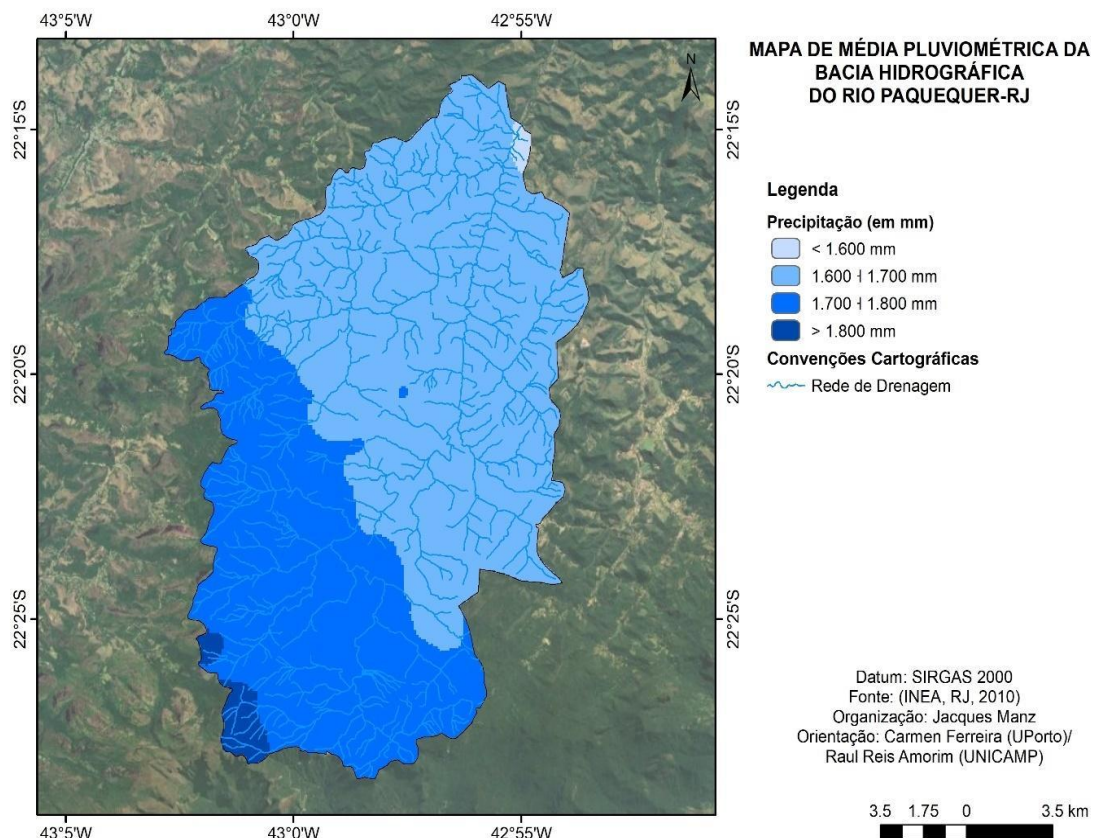 43°5'W 43°0'W 42°55'W
22°15'S
22°20'S
22°25'S
N
22°15'S
22°20'S
22°25'S
43°5'W 43°0'W 42°55'W
MAPA DE MÉDIA PLUVIOMÉTRICA DA
BACIA HIDROGRÁFICA
DO RIO PAQUEQUER-RJ
Legenda
Precipitação (em mm)
< 1.600 mm
1.600 ┤ 1.700 mm
1.700 ┤ 1.800 mm
> 1.800 mm
Convenções Cartográficas
Rede de Drenagem
Datum: SIRGAS 2000
Fonte: (INEA, RJ, 2010)
Organização: Jacques Manz
Orientação: Carmen Ferreira (UPorto)/
Raul Reis Amorim (UNICAMP)
3.5 1.75 0 3.5 km